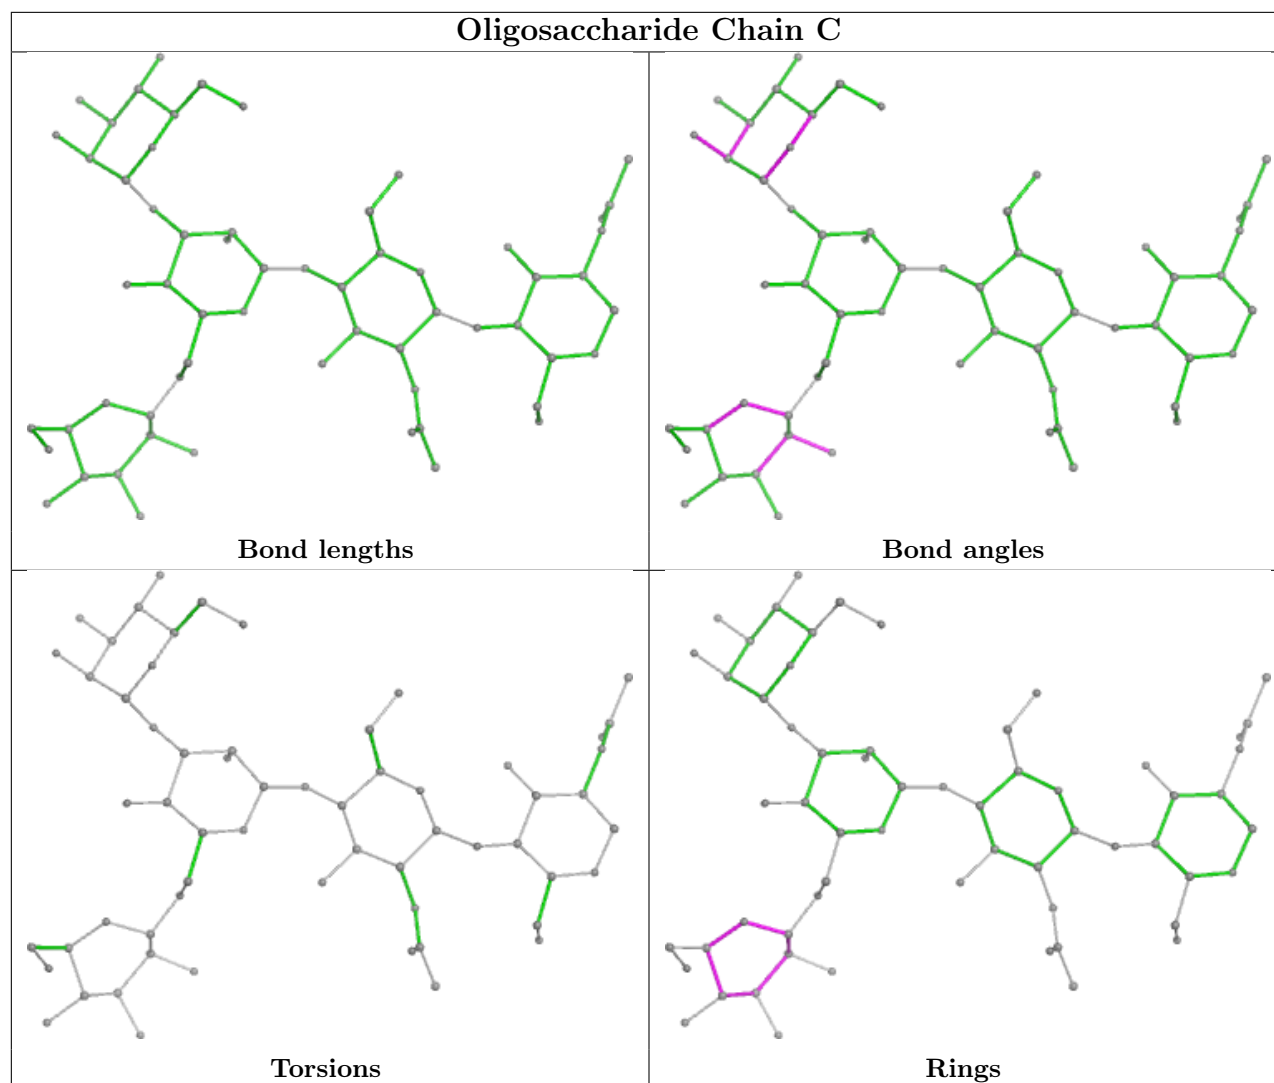 Oligosaccharide Chain C
Bond lengths
Bond angles
Torsions
Rings